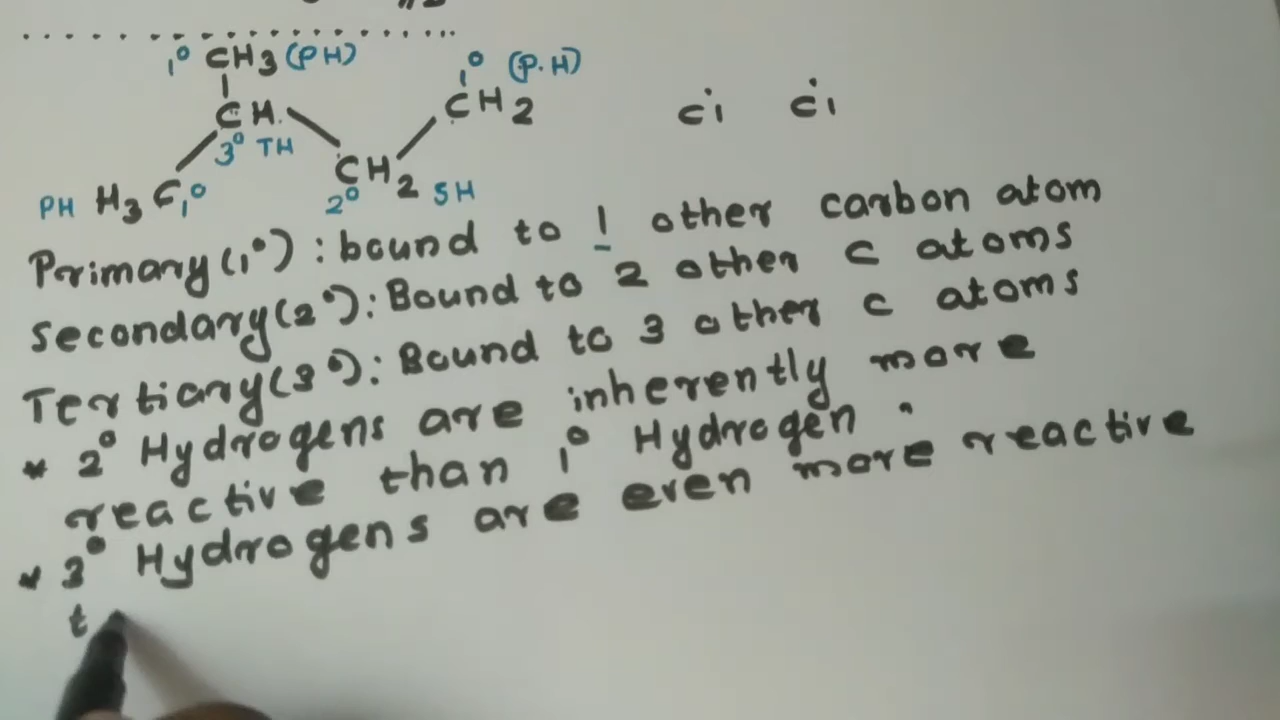 1° CH3 (PH)
1° (P.H)
CH2
CH
3° TH
CH2
2° SH
PH H3C 1°
Primary (1°) : bound to 1 other carbon atom
Secondary (2°) : Bound to 2 other C atoms
Tertiary (3°) : Bound to 3 other C atoms
* 2° Hydrogens are inherently more
reactive than 1° Hydrogen .
* 3° Hydrogens are even more reactive
t